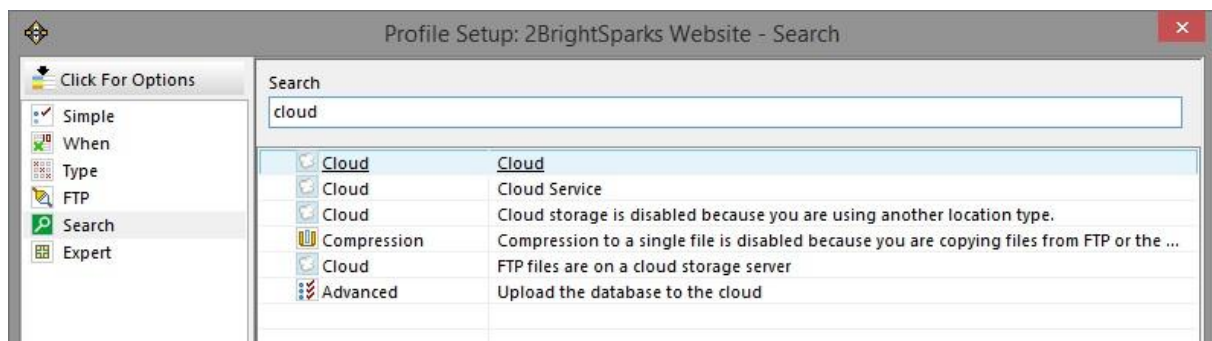 Profile Setup: 2BrightSparks Website - Search
Click For Options
Simple
When
Type
FTP
Search
Expert
Search
cloud
Cloud Cloud
Cloud Cloud Service
Cloud Cloud storage is disabled because you are using another location type.
Compression Compression to a single file is disabled because you are copying files from FTP or the ...
Cloud FTP files are on a cloud storage server
Advanced Upload the database to the cloud